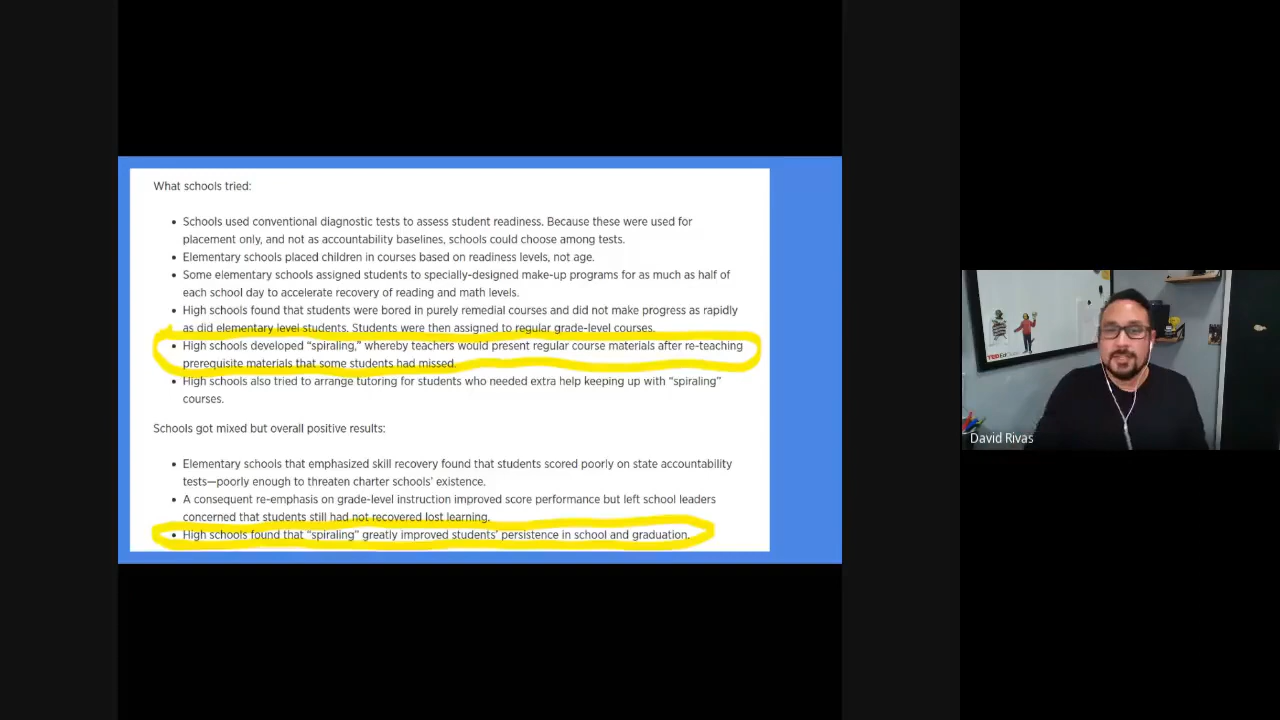 What schools tried:
• Schools used conventional diagnostic tests to assess student readiness. Because these were used for
placement only, and not as accountability baselines, schools could choose among tests.
• Elementary schools placed children in courses based on readiness levels, not age.
• Some elementary schools assigned students to specially-designed make-up programs for as much as half of
each school day to accelerate recovery of reading and math levels.
• High schools found that students were bored in purely remedial courses and did not make progress as rapidly
as did elementary level students. Students were then assigned to regular grade-level courses.
• High schools developed “spiraling,” whereby teachers would present regular course materials after re-teaching
prerequisite materials that some students had missed.
• High schools also tried to arrange tutoring for students who needed extra help keeping up with “spiraling”
courses.
Schools got mixed but overall positive results:
• Elementary schools that emphasized skill recovery found that students scored poorly on state accountability
tests—poorly enough to threaten charter schools’ existence.
• A consequent re-emphasis on grade-level instruction improved score performance but left school leaders
concerned that students still had not recovered lost learning.
• High schools found that “spiraling” greatly improved students’ persistence in school and graduation.
David Rivas